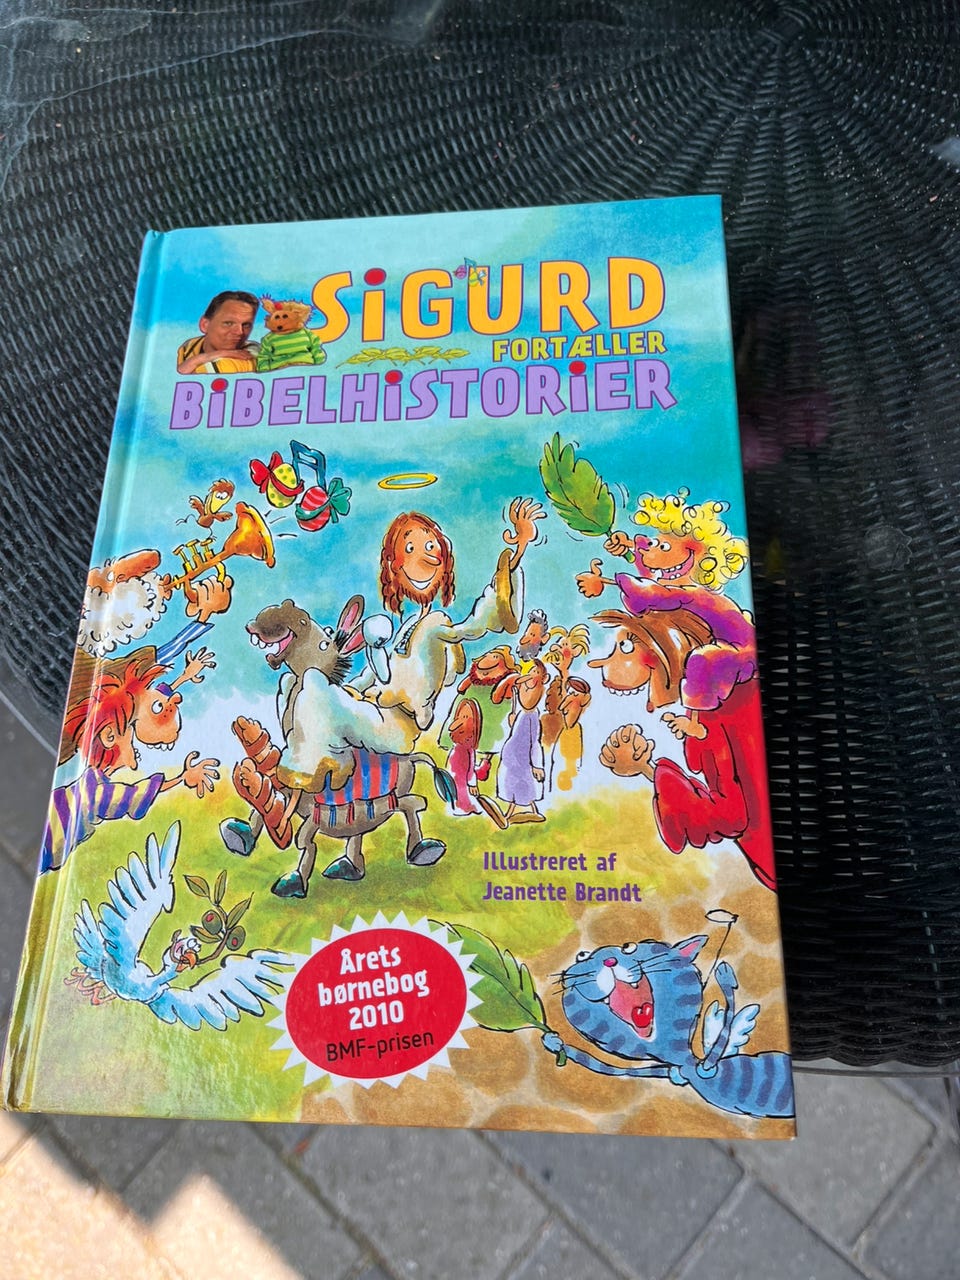 SiGURD
FORTÆLLER
BiBELHiSTORiER
Illustreret af
Jeanette Brandt
Årets
børnebog
2010
BMF-prisen